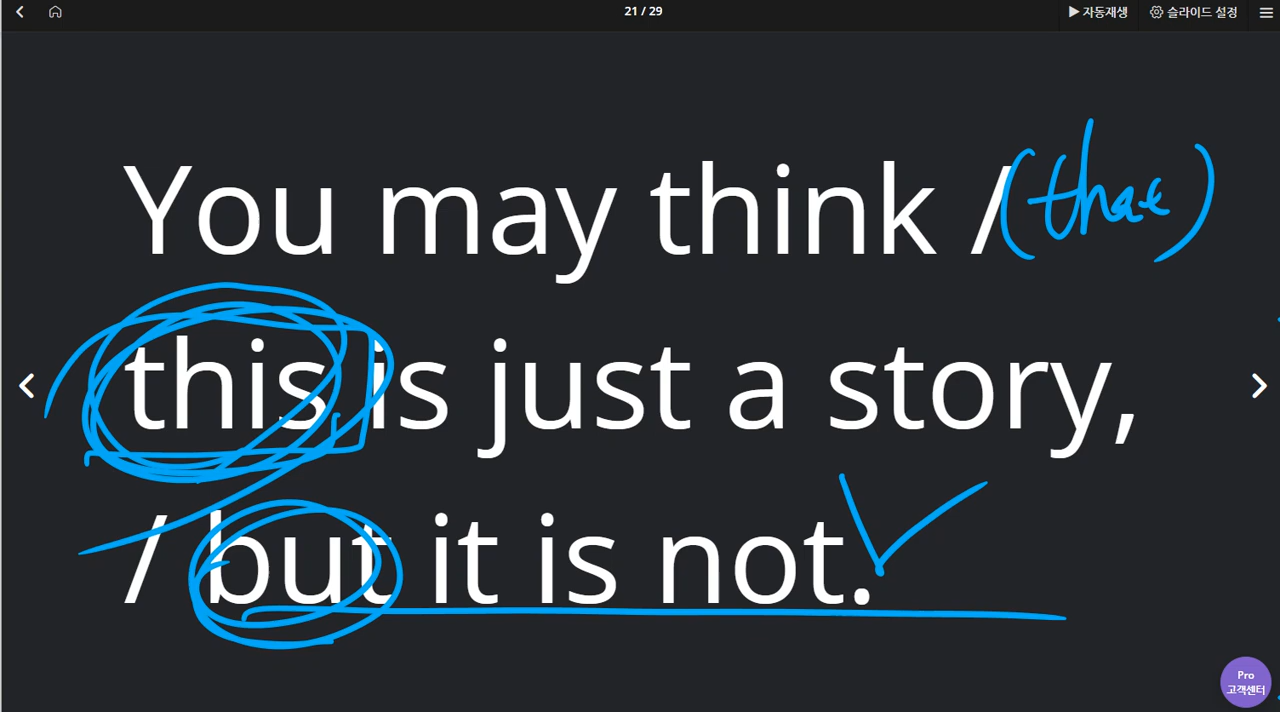 21 / 29
▶ 자동재생
슬라이드 설정
You may think / (that)
this is just a story,
/ but it is not.
Pro
고객센터